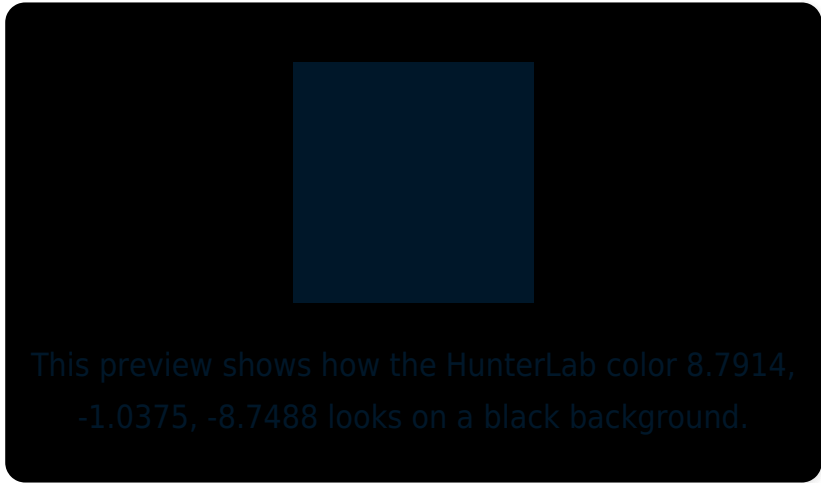 This preview shows how the HunterLab color 8.7914,
-1.0375, -8.7488 looks on a black background.